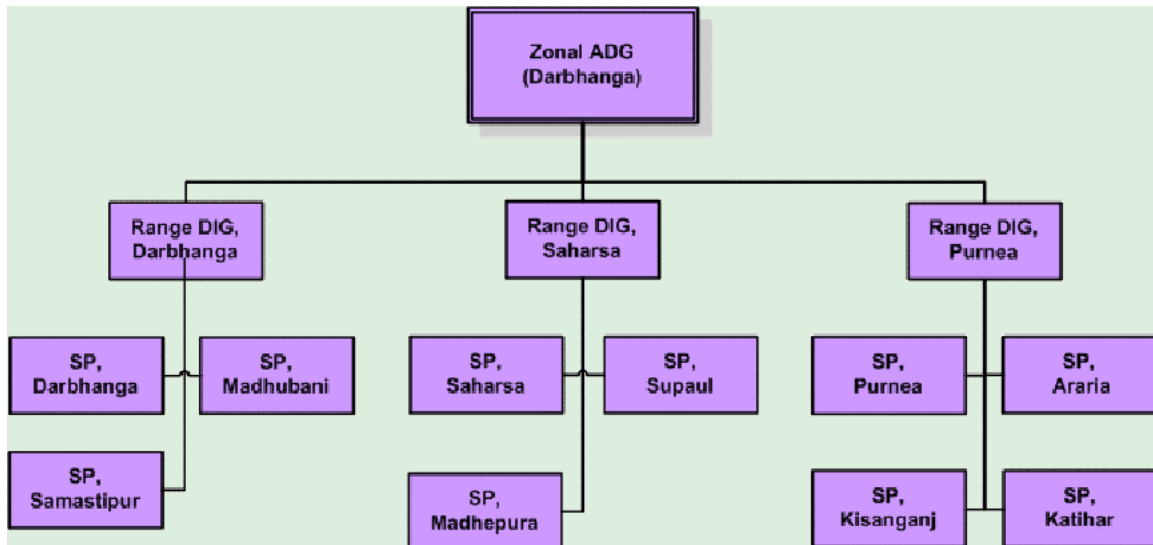 Zonal ADG
(Darbhanga)
Range DIG,
Darbhanga
Range DIG,
Saharsa
Range DIG,
Purnea
SP,
Darbhanga
SP,
Madhubani
SP,
Saharsa
SP,
Supaul
SP,
Purnea
SP,
Araria
SP,
Samastipur
SP,
Madhepura
SP,
Kisanganj
SP,
Katihar